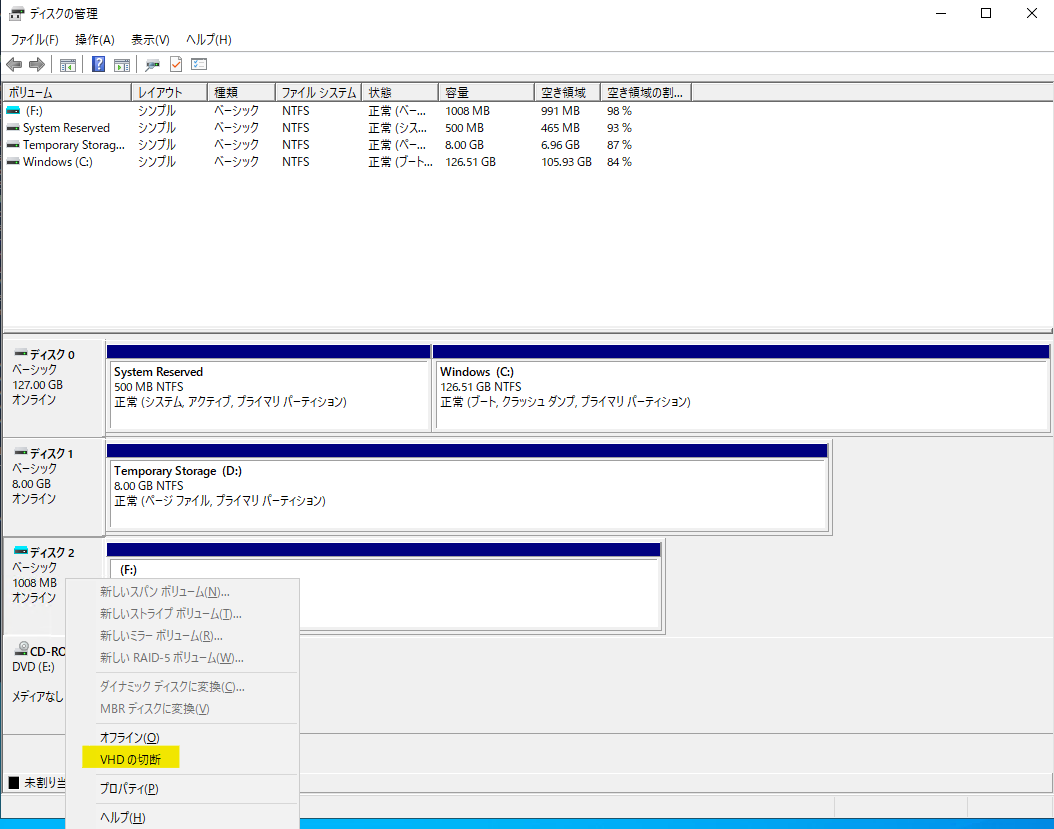 ディスクの管理
ファイル(F) 操作(A) 表示(V) ヘルプ(H)
ボリューム レイアウト 種類 ファイル システム 状態 容量 空き領域 空き領域の割...
(F:) シンプル ベーシック NTFS 正常 (ベー... 1008 MB 991 MB 98 %
System Reserved シンプル ベーシック NTFS 正常 (シス... 500 MB 465 MB 93 %
Temporary Storag... シンプル ベーシック NTFS 正常 (ペー... 8.00 GB 6.96 GB 87 %
Windows (C:) シンプル ベーシック NTFS 正常 (ブート... 126.51 GB 105.93 GB 84 %
ディスク 0
ベーシック
127.00 GB
オンライン
System Reserved
500 MB NTFS
正常 (システム, アクティブ, プライマリ パーティション)
Windows (C:)
126.51 GB NTFS
正常 (ブート, クラッシュ ダンプ, プライマリ パーティション)
ディスク 1
ベーシック
8.00 GB
オンライン
Temporary Storage (D:)
8.00 GB NTFS
正常 (ページ ファイル, プライマリ パーティション)
ディスク 2
ベーシック
1008 MB
オンライン
(F:)
新しいスパン ボリューム(N)...
新しいストライプ ボリューム(T)...
新しいミラー ボリューム(R)...
新しい RAID-5 ボリューム(W)...
ダイナミック ディスクに変換(C)...
MBR ディスクに変換(V)
オフライン(O)
VHD の切断
プロパティ(P)
ヘルプ(H)
CD-RO
DVD (E:)
メディアなし
未割り当